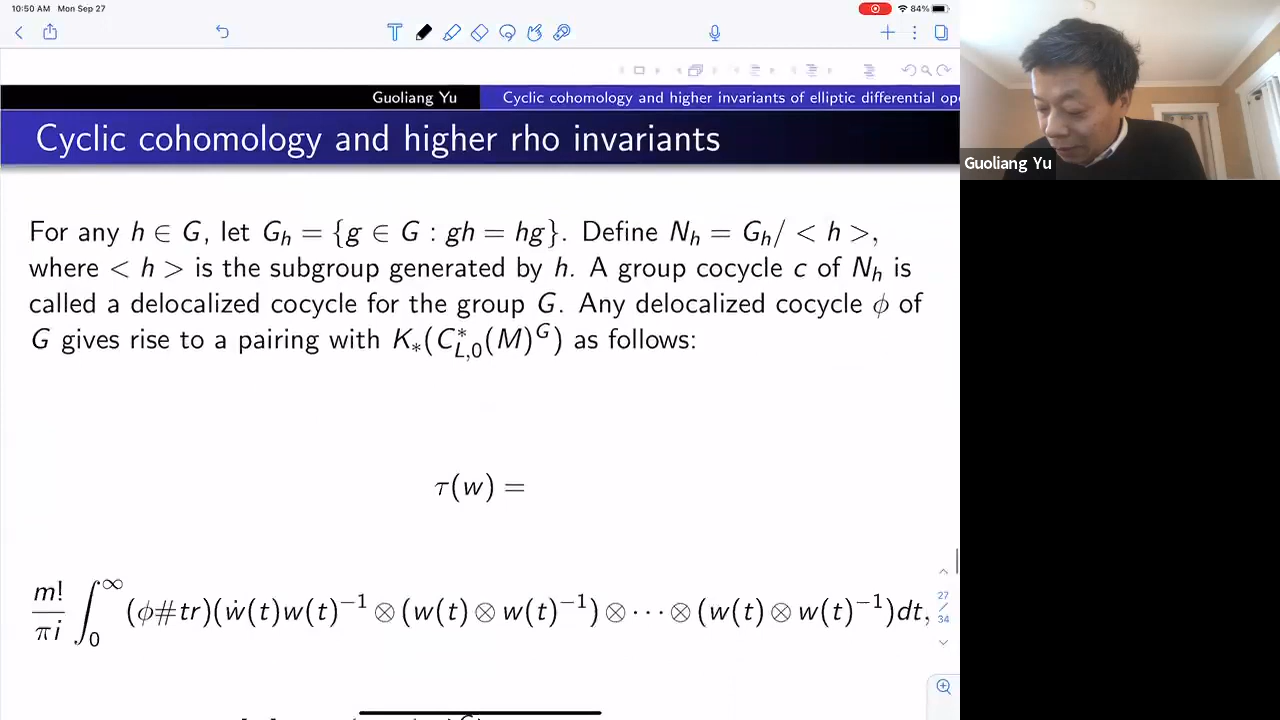 10:50 AM Mon Sep 27
84%
Guoliang Yu
Cyclic cohomology and higher invariants of elliptic differential ope
Cyclic cohomology and higher rho invariants
Guoliang Yu
For any h ∈ G, let G_h = {g ∈ G : gh = hg}. Define N_h = G_h/ < h >,
where < h > is the subgroup generated by h. A group cocycle c of N_h is
called a delocalized cocycle for the group G. Any delocalized cocycle ϕ of
G gives rise to a pairing with K_*(C^*_{L,0}(M)^G) as follows:
τ(w) =
m!/πi ∫_0^∞ (ϕ#tr)(ẇ(t)w(t)^{-1} ⊗ (w(t) ⊗ w(t)^{-1}) ⊗ ··· ⊗ (w(t) ⊗ w(t)^{-1})dt,
27
/
34